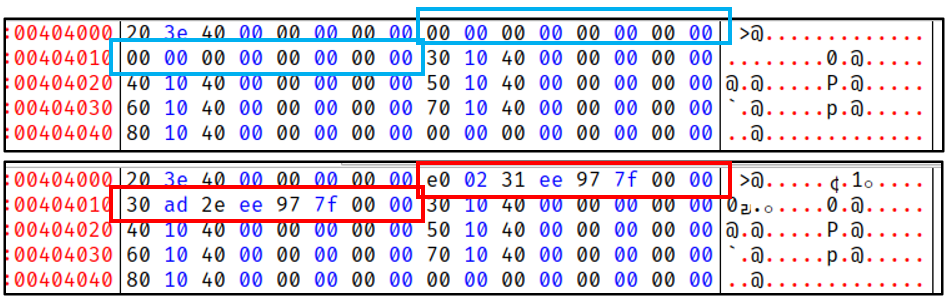 :00404000 20 3e 40 00 00 00 00 00 00 00 00 00 00 00 00 00 >@.............
:00404010 00 00 00 00 00 00 00 00 30 10 40 00 00 00 00 00 ........0.@.....
:00404020 40 10 40 00 00 00 00 00 50 10 40 00 00 00 00 00 @.@.....P.@.....
:00404030 60 10 40 00 00 00 00 00 70 10 40 00 00 00 00 00 `.@.....p.@.....
:00404040 80 10 40 00 00 00 00 00 00 00 00 00 00 00 00 00 ..@.............
:00404000 20 3e 40 00 00 00 00 00 e0 02 31 ee 97 7f 00 00 >@.....
:00404010 30 ad 2e ee 97 7f 00 00 30 10 40 00 00 00 00 00 0.@.....
:00404020 40 10 40 00 00 00 00 00 50 10 40 00 00 00 00 00 @.@.....P.@.....
:00404030 60 10 40 00 00 00 00 00 70 10 40 00 00 00 00 00 `.@.....p.@.....
:00404040 80 10 40 00 00 00 00 00 00 00 00 00 00 00 00 00 ..@.............